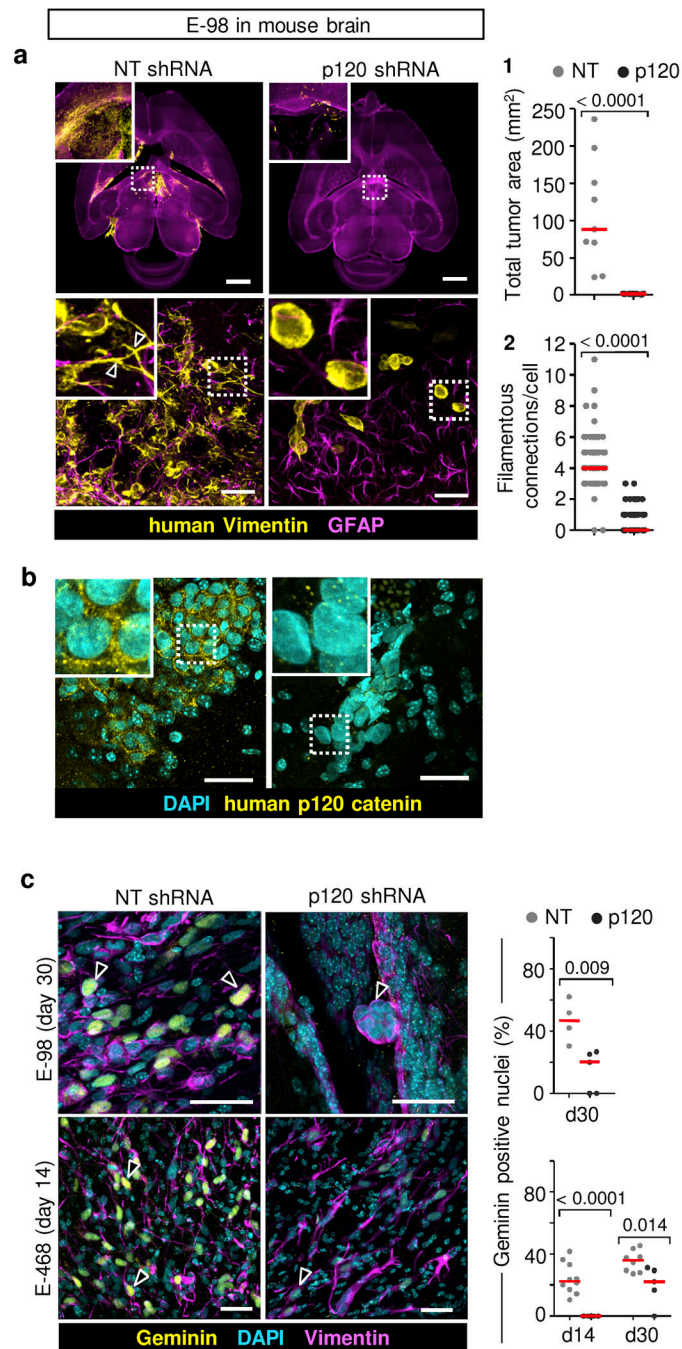 E-98 in mouse brain
a
NT shRNA
p120 shRNA
human Vimentin GFAP
1
NT p120
< 0.0001
Total tumor area (mm²)
250
200
150
100
50
0
2
< 0.0001
Filamentous
connections/cell
12
10
8
6
4
2
0
b
DAPI human p120 catenin
c
NT shRNA
p120 shRNA
E-98 (day 30)
E-468 (day 14)
Geminin DAPI Vimentin
NT p120
Geminin positive nuclei (%)
80
40
0
0.009
d30
80
40
0
< 0.0001
0.014
d14 d30